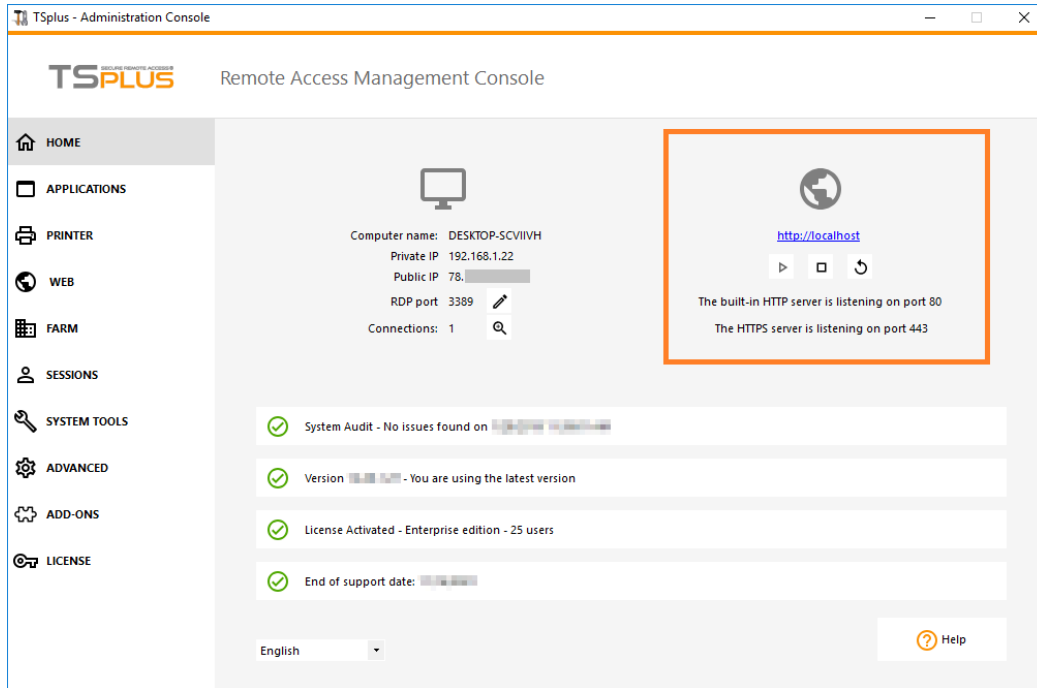 TSplus - Administration Console
TSPLUS
SECURE REMOTE ACCESS®
Remote Access Management Console
HOME
APPLICATIONS
PRINTER
WEB
FARM
SESSIONS
SYSTEM TOOLS
ADVANCED
ADD-ONS
LICENSE
Computer name: DESKTOP-SCVIIVH
Private IP 192.168.1.22
Public IP 78.
RDP port 3389
Connections: 1
http://localhost
The built-in HTTP server is listening on port 80
The HTTPS server is listening on port 443
System Audit - No issues found on
Version - You are using the latest version
License Activated - Enterprise edition - 25 users
End of support date:
English
Help